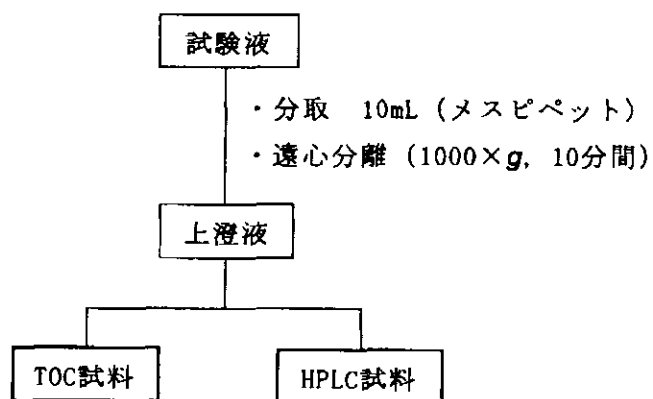 試験液
・分取 10mL (メスピペット)
・遠心分離 (1000×g, 10分間)
上澄液
TOC試料
HPLC試料